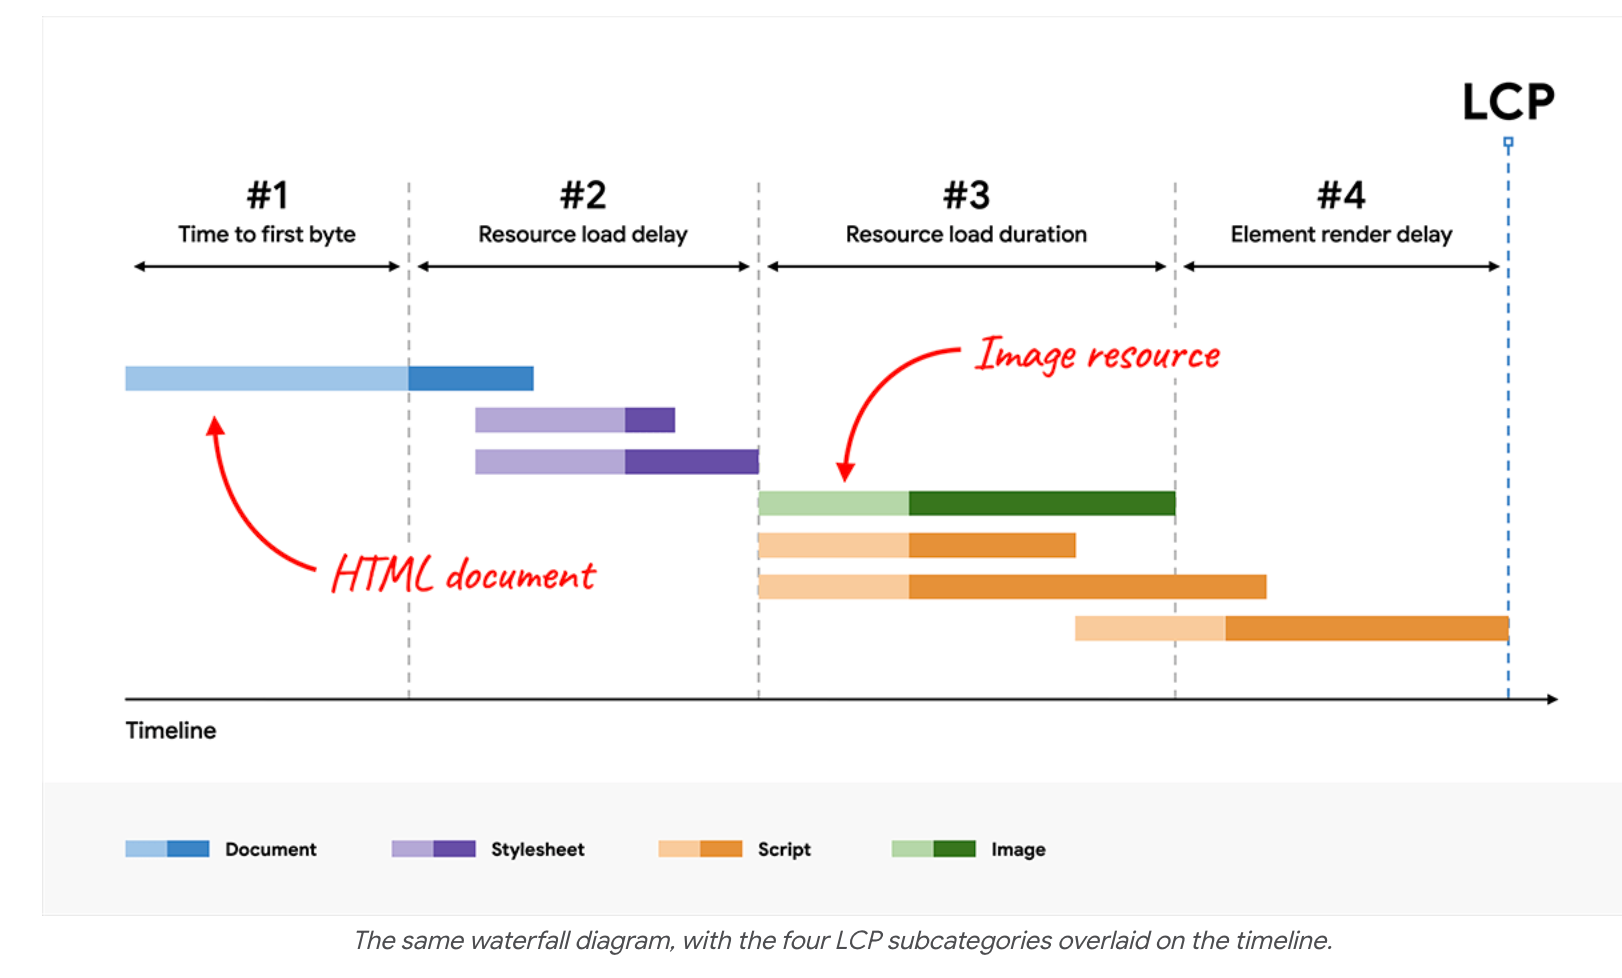 LCP
#1
Time to first byte
#2
Resource load delay
#3
Resource load duration
#4
Element render delay
Image resource
HTML document
Timeline
Document
Stylesheet
Script
Image
The same waterfall diagram, with the four LCP subcategories overlaid on the timeline.